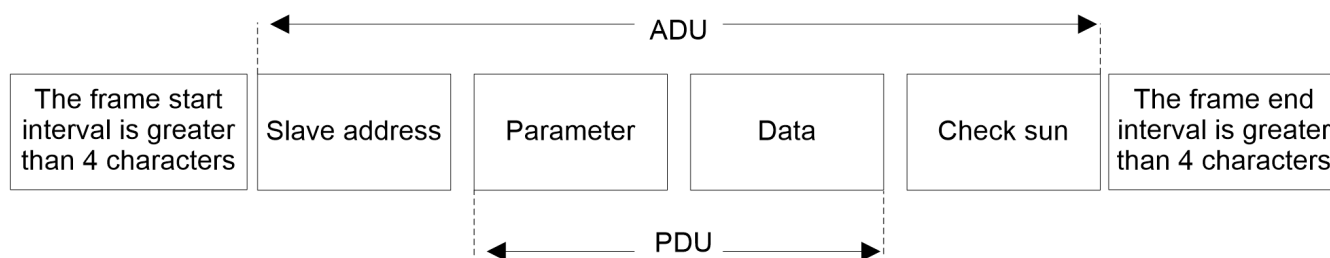 ADU
The frame start
interval is greater
than 4 characters
Slave address
Parameter
Data
Check sun
The frame end
interval is greater
than 4 characters
PDU